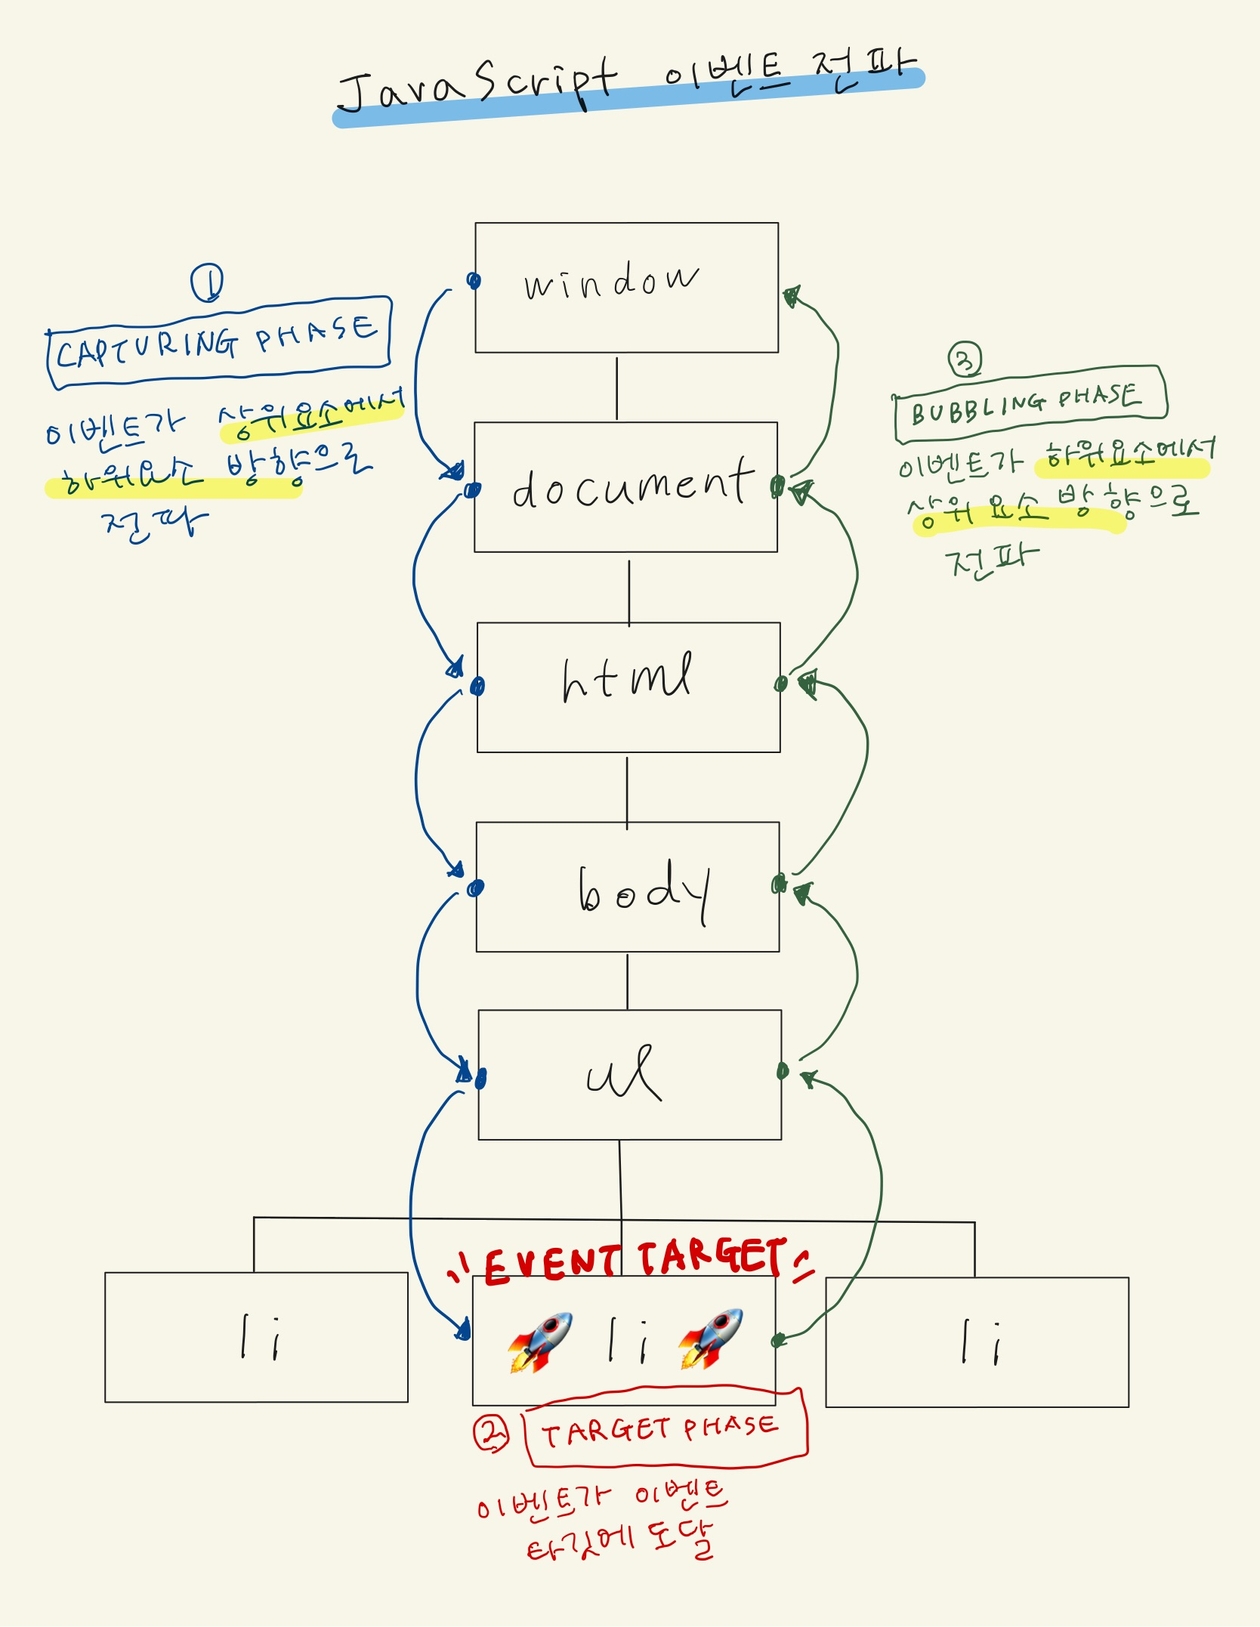 JavaScript 이벤트 전파
window
①
CAPTURING PHASE
이벤트가 상위요소에서
하위요소 방향으로
전파
③
BUBBLING PHASE
이벤트가 하위요소에서
상위 요소 방향으로
전파
document
html
body
ul
"EVENT TARGET"
li
🚀 li 🚀
li
② TARGET PHASE
이벤트가 이벤트
타깃에 도달